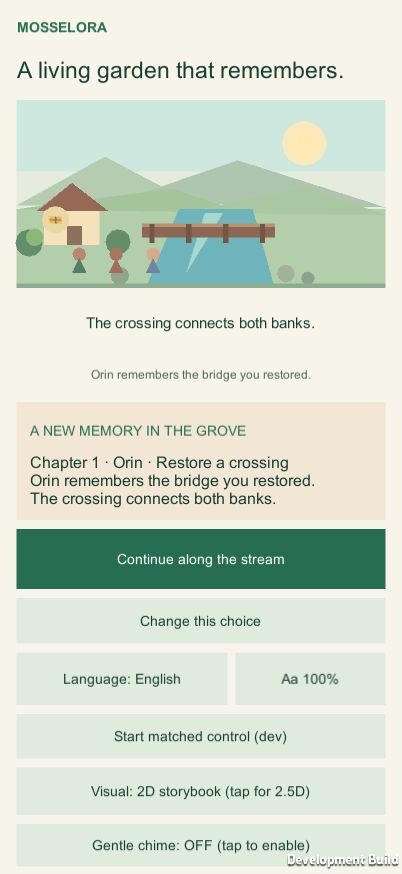 MOSSELORA
A living garden that remembers.
The crossing connects both banks.
Orin remembers the bridge you restored.
A NEW MEMORY IN THE GROVE
Chapter 1 · Orin · Restore a crossing
Orin remembers the bridge you restored.
The crossing connects both banks.
Continue along the stream
Change this choice
Language: English
Aa 100%
Start matched control (dev)
Visual: 2D storybook (tap for 2.5D)
Gentle chime: OFF (tap to enable)
Development Build